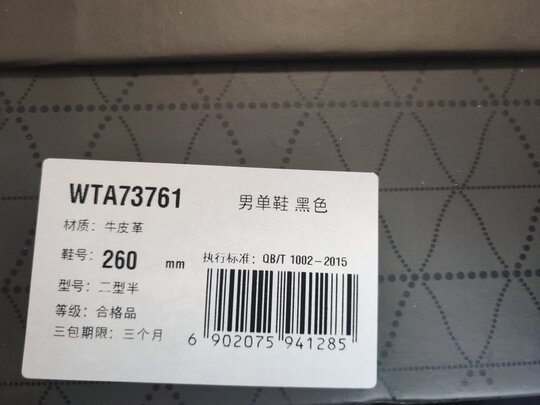 WTA73761 男单鞋 黑色
材质：牛皮革
鞋号：260 mm 执行标准：QB/T 1002-2015
型号：二型半
等级：合格品
三包期限：三个月
6 902075 941285